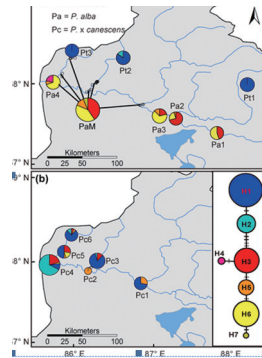 Pa = P. alba
Pc = P. x canescens
Pt3
Pt2
Pt1
Pa4
-8°N
PaM
Pa2
Pa3
Pa1
Kilometers
0 25 50 100
-7°N
(b)
Pc6
Pc5
Pc3
Pc4
Pc2
-8°N
Pc1
H2
H4
H3
H6
H7
Kilometers
0 25 50 100
-7°N
86°E 87°E 88°E